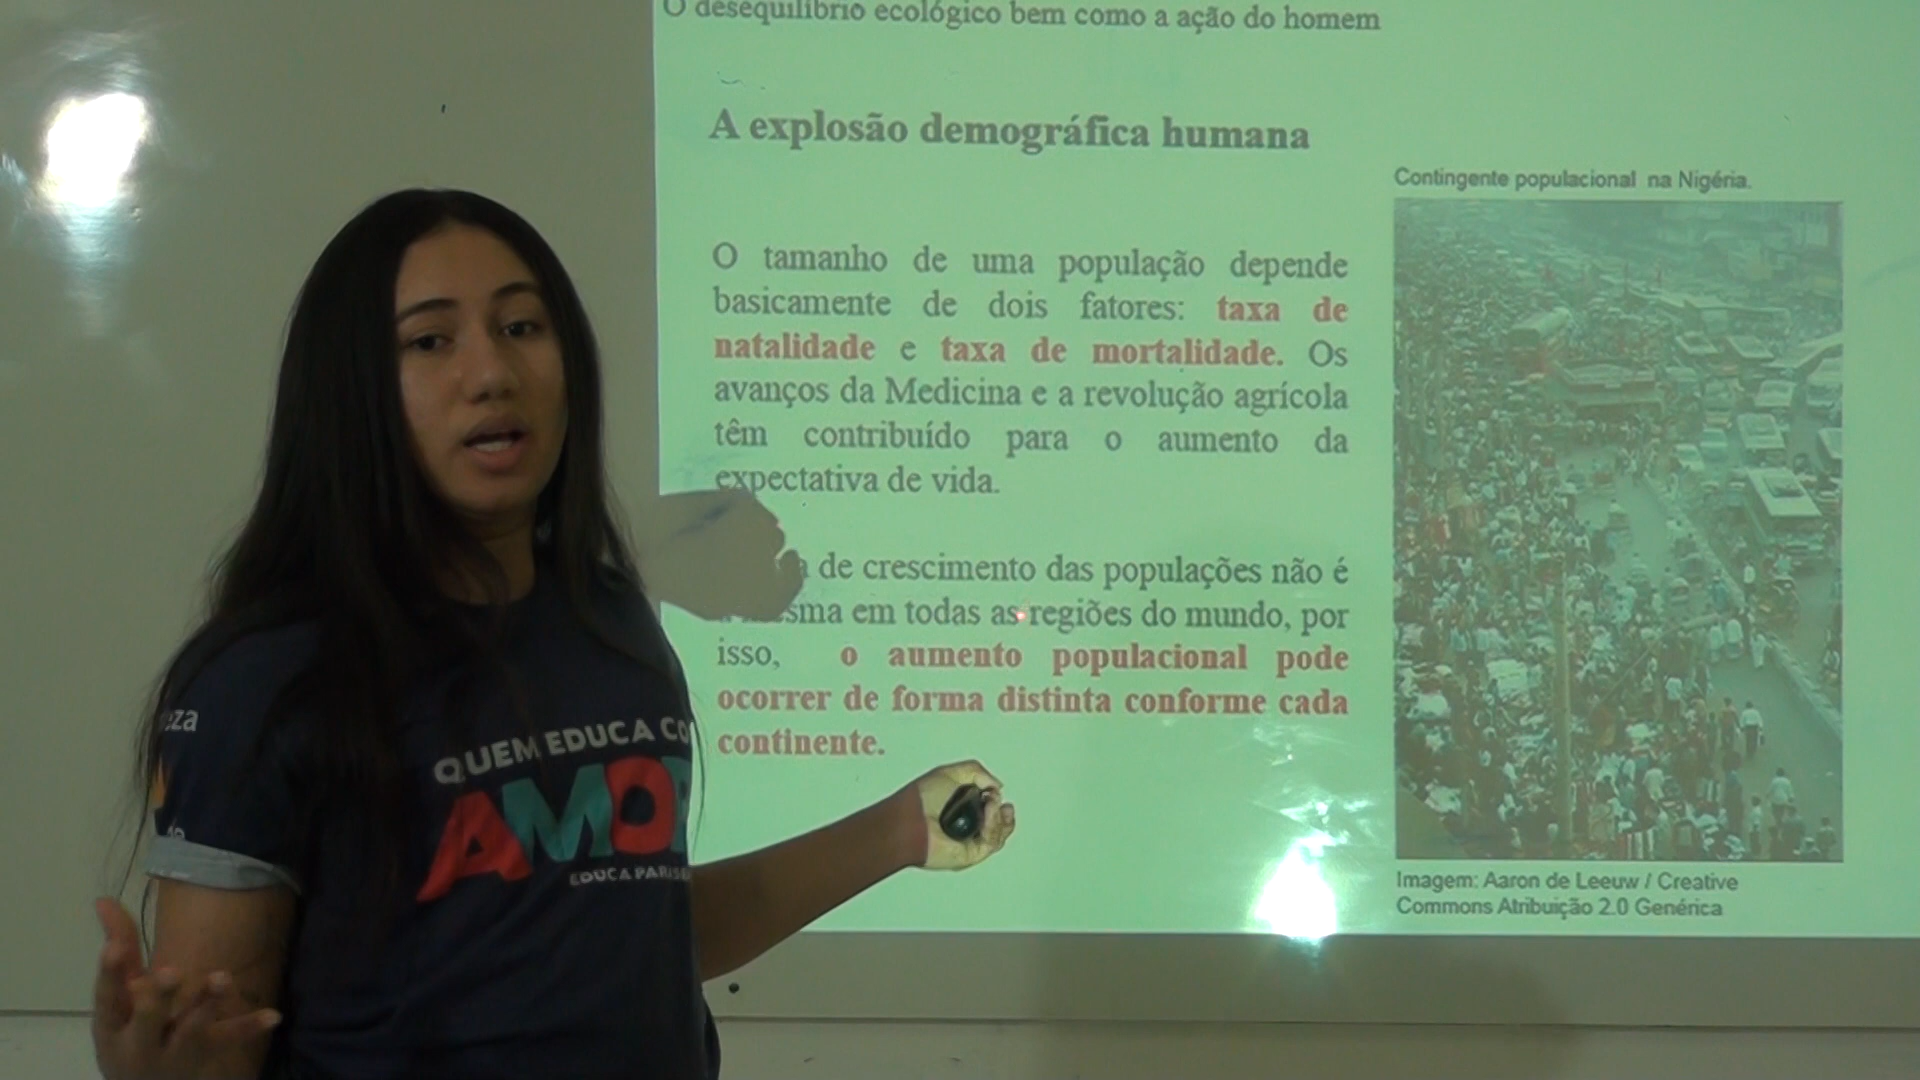 O desequilíbrio ecológico bem como a ação do homem
A explosão demográfica humana
O tamanho de uma população depende
basicamente de dois fatores: taxa de
natalidade e taxa de mortalidade. Os
avanços da Medicina e a revolução agrícola
têm contribuído para o aumento da
expectativa de vida.
de crescimento das populações não é
em todas as regiões do mundo, por
isso, o aumento populacional pode
ocorrer de forma distinta conforme cada
continente.
Contingente populacional na Nigéria.
Imagem: Aaron de Leeuw / Creative
Commons Atribuição 2.0 Genérica
QUEM EDUCA CO
AMO
EDUCA PARA
eza